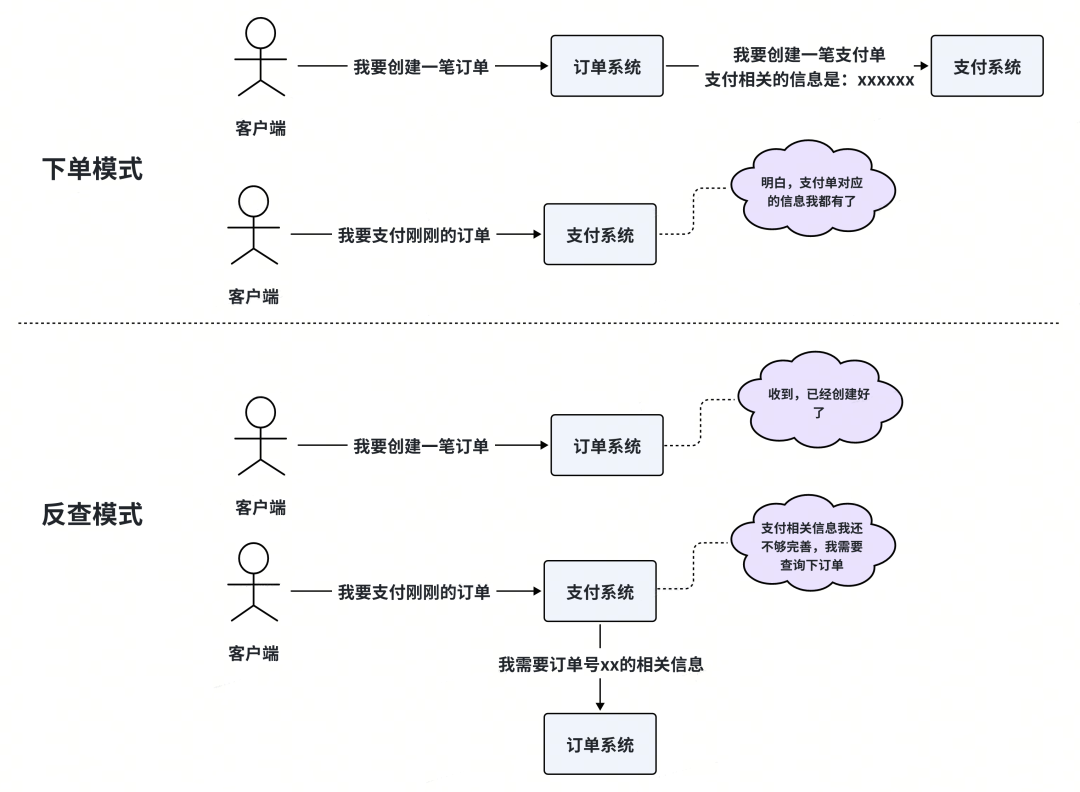 我要创建一笔订单
订单系统
我要创建一笔支付单
支付相关的信息是：xxxxxx
支付系统
客户端
下单模式
明白，支付单对应
的信息我都有了
我要支付刚刚的订单
支付系统
客户端
收到，已经创建好
了
我要创建一笔订单
订单系统
客户端
反查模式
支付相关信息我还
不够完善，我需要
查询下订单
我要支付刚刚的订单
支付系统
客户端
我需要订单号xx的相关信息
订单系统